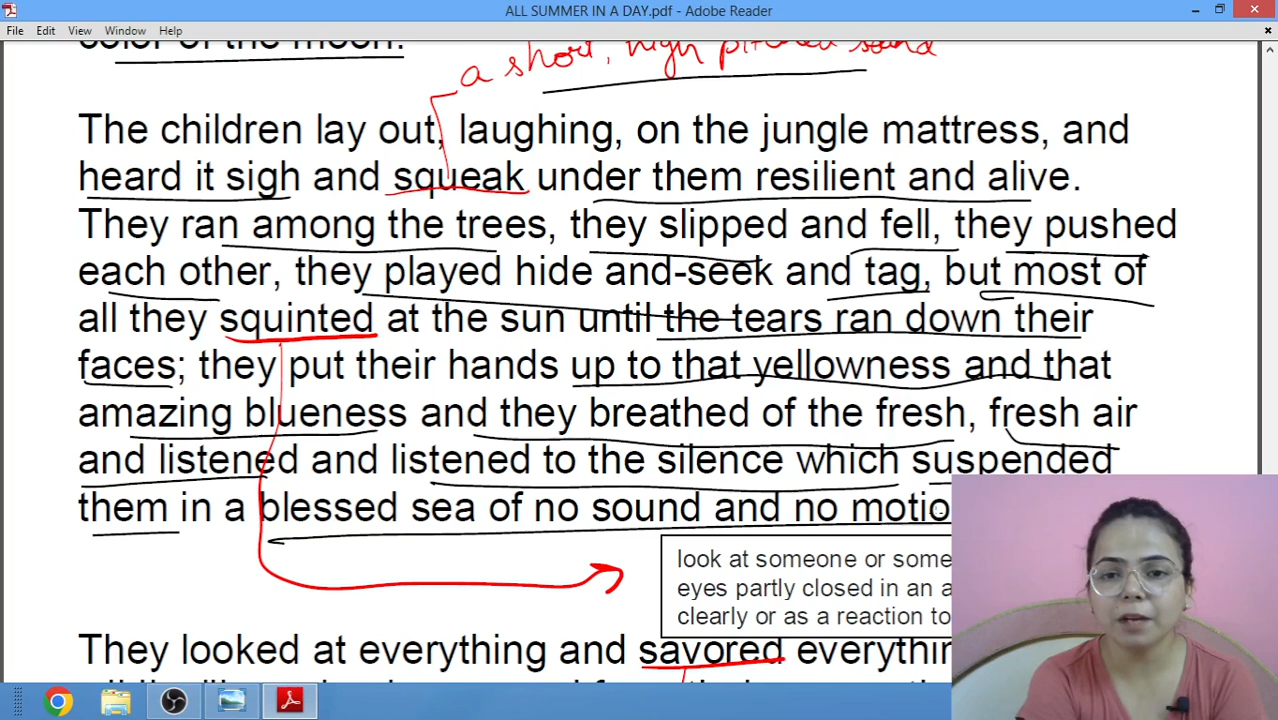 ALL SUMMER IN A DAY.pdf - Adobe Reader
File Edit View Window Help
color of the moon.
a short, high pitched sound
The children lay out, laughing, on the jungle mattress, and
heard it sigh and squeak under them resilient and alive.
They ran among the trees, they slipped and fell, they pushed
each other, they played hide and-seek and tag, but most of
all they squinted at the sun until the tears ran down their
faces; they put their hands up to that yellowness and that
amazing blueness and they breathed of the fresh, fresh air
and listened and listened to the silence which suspended
them in a blessed sea of no sound and no motio
look at someone or some
eyes partly closed in an a
clearly or as a reaction to
They looked at everything and savored everythin